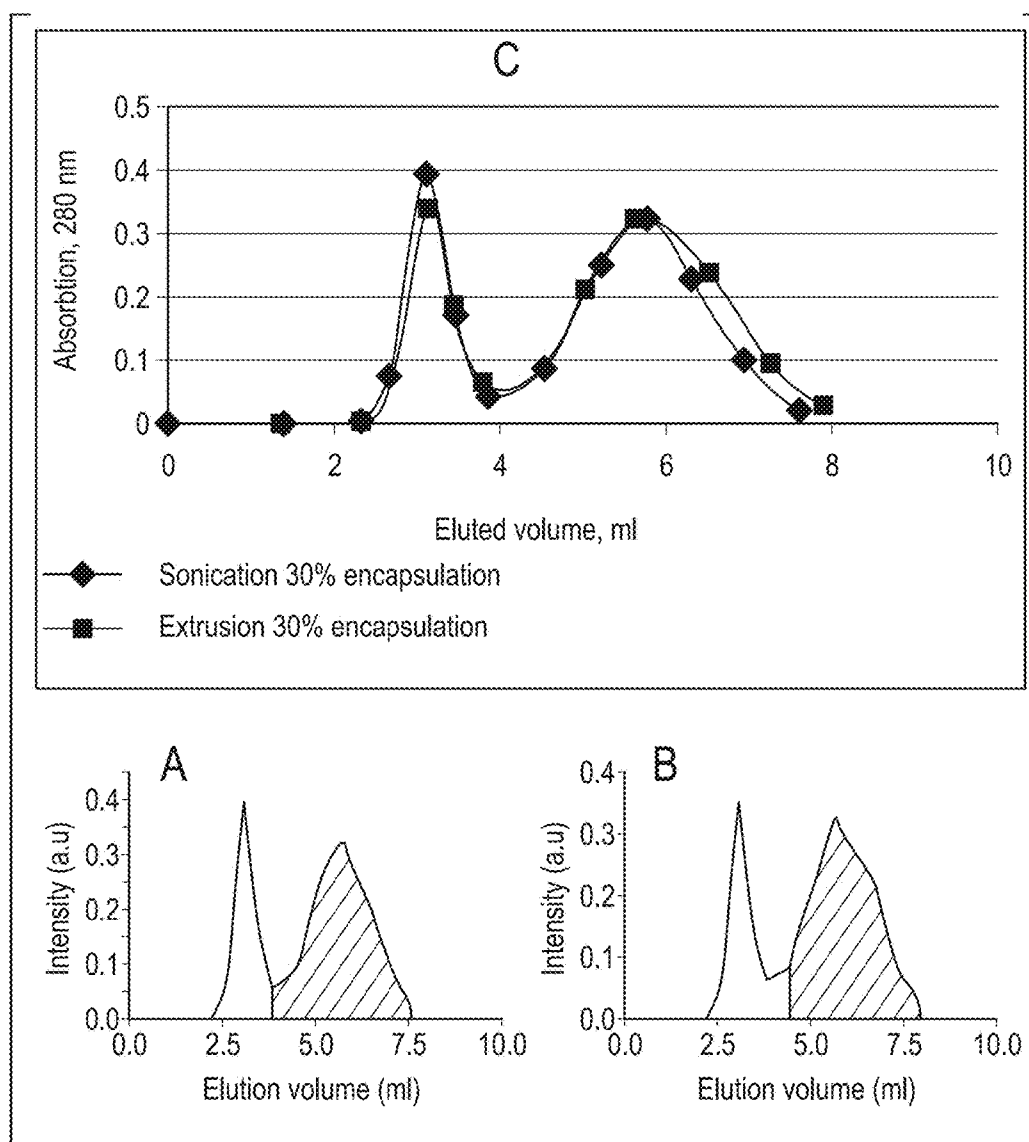 C
Absorbtion, 280 nm
0.5
0.4
0.3
0.2
0.1
0
0 2 4 6 8 10
Eluted volume, ml
Sonication 30% encapsulation
Extrusion 30% encapsulation
A
Intensity (a.u)
0.4
0.3
0.2
0.1
0.0
0.0 2.5 5.0 7.5 10.0
Elution volume (ml)
B
Intensity (a.u)
0.4
0.3
0.2
0.1
0.0
0.0 2.5 5.0 7.5 10.0
Elution volume (ml)